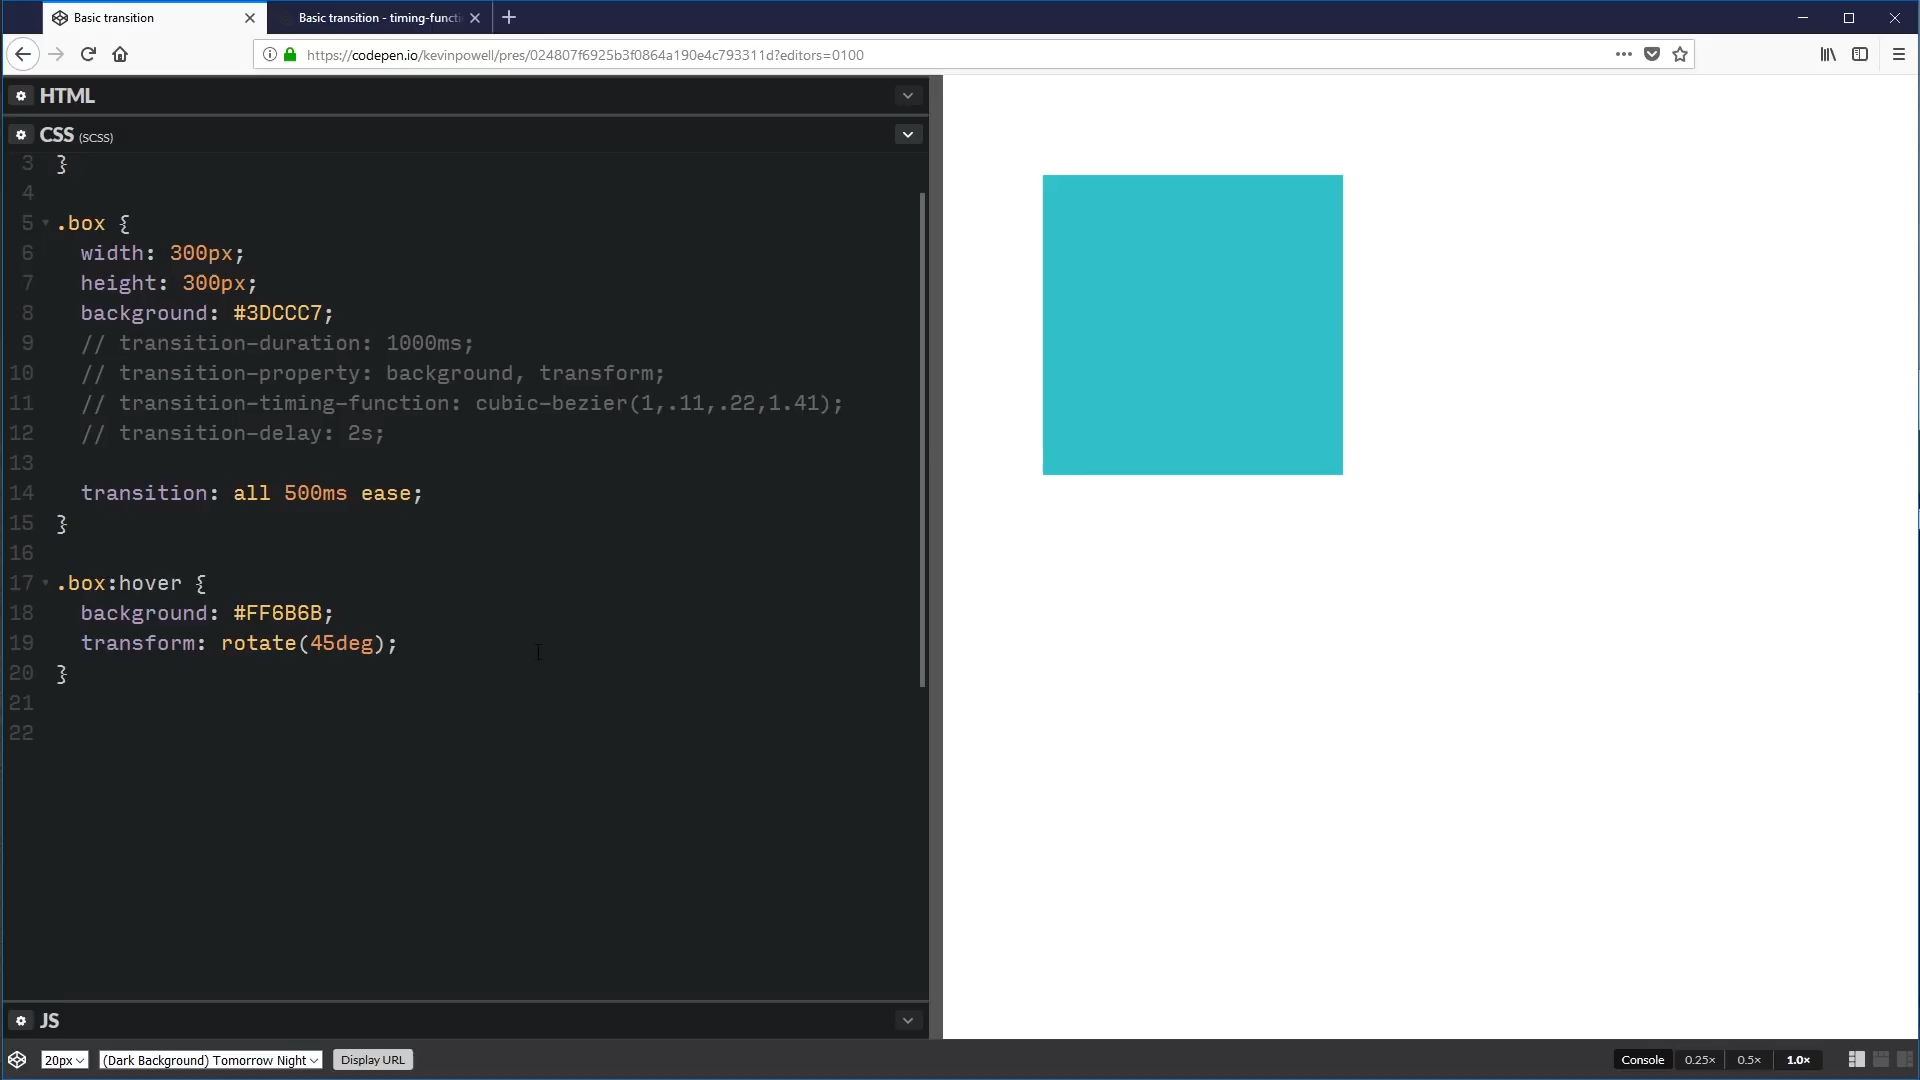 Basic transition
Basic transition - timing-functi
https://codepen.io/kevinpowell/pres/024807f6925b3f0864a190e4c793311d?editors=0100
HTML
CSS (SCSS)
3 }
4
5 .box {
6 width: 300px;
7 height: 300px;
8 background: #3DCCC7;
9 // transition-duration: 1000ms;
10 // transition-property: background, transform;
11 // transition-timing-function: cubic-bezier(1,.11,.22,1.41);
12 // transition-delay: 2s;
13
14 transition: all 500ms ease;
15 }
16
17 .box:hover {
18 background: #FF6B6B;
19 transform: rotate(45deg);
20 }
21
22
JS
20px (Dark Background) Tomorrow Night Display URL Console 0.25× 0.5× 1.0×